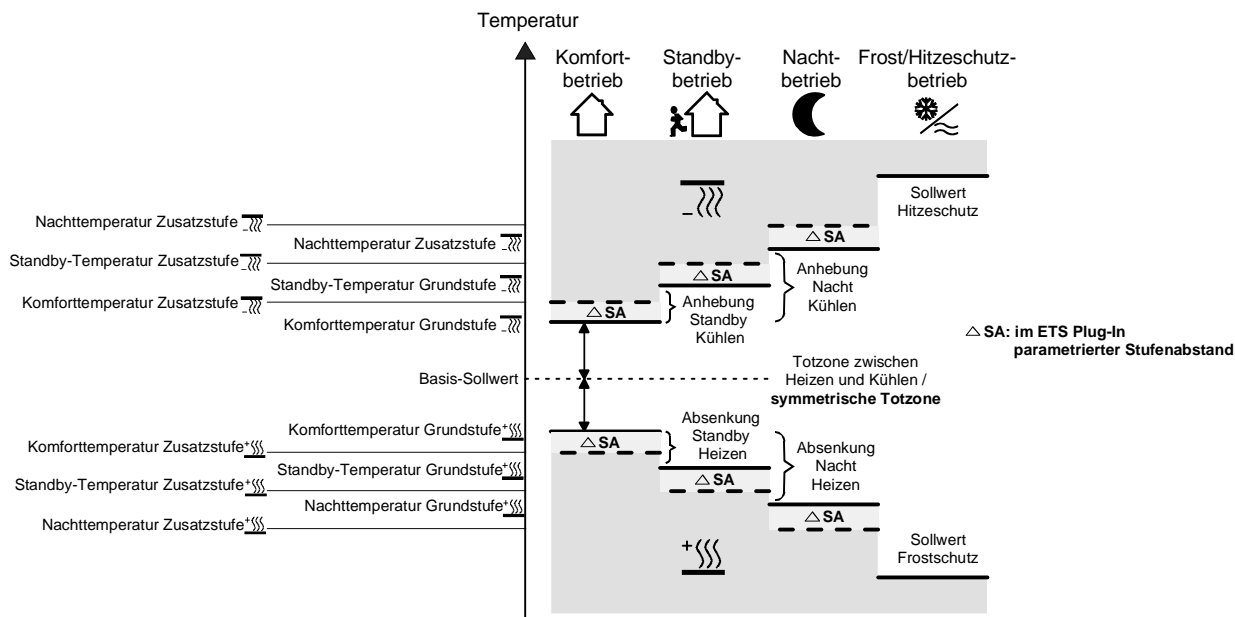 Temperatur
Komfort-
betrieb
Standby-
betrieb
Nacht-
betrieb
Frost/Hitzeschutz-
betrieb
Sollwert
Hitzeschutz
Nachttemperatur Zusatzstufe
Nachttemperatur Zusatzstufe
Standby-Temperatur Zusatzstufe
Standby-Temperatur Grundstufe
Komforttemperatur Zusatzstufe
Komforttemperatur Grundstufe
△ SA
△ SA
△ SA
Anhebung
Standby
Kühlen
Anhebung
Nacht
Kühlen
△ SA: im ETS Plug-In
parametrierter Stufenabstand
Basis-Sollwert
Totzone zwischen
Heizen und Kühlen /
symmetrische Totzone
Komforttemperatur Grundstufe
Komforttemperatur Zusatzstufe
Standby-Temperatur Grundstufe
Standby-Temperatur Zusatzstufe
Nachttemperatur Grundstufe
Nachttemperatur Zusatzstufe
△ SA
△ SA
△ SA
Absenkung
Standby
Heizen
Absenkung
Nacht
Heizen
Sollwert
Frostschutz